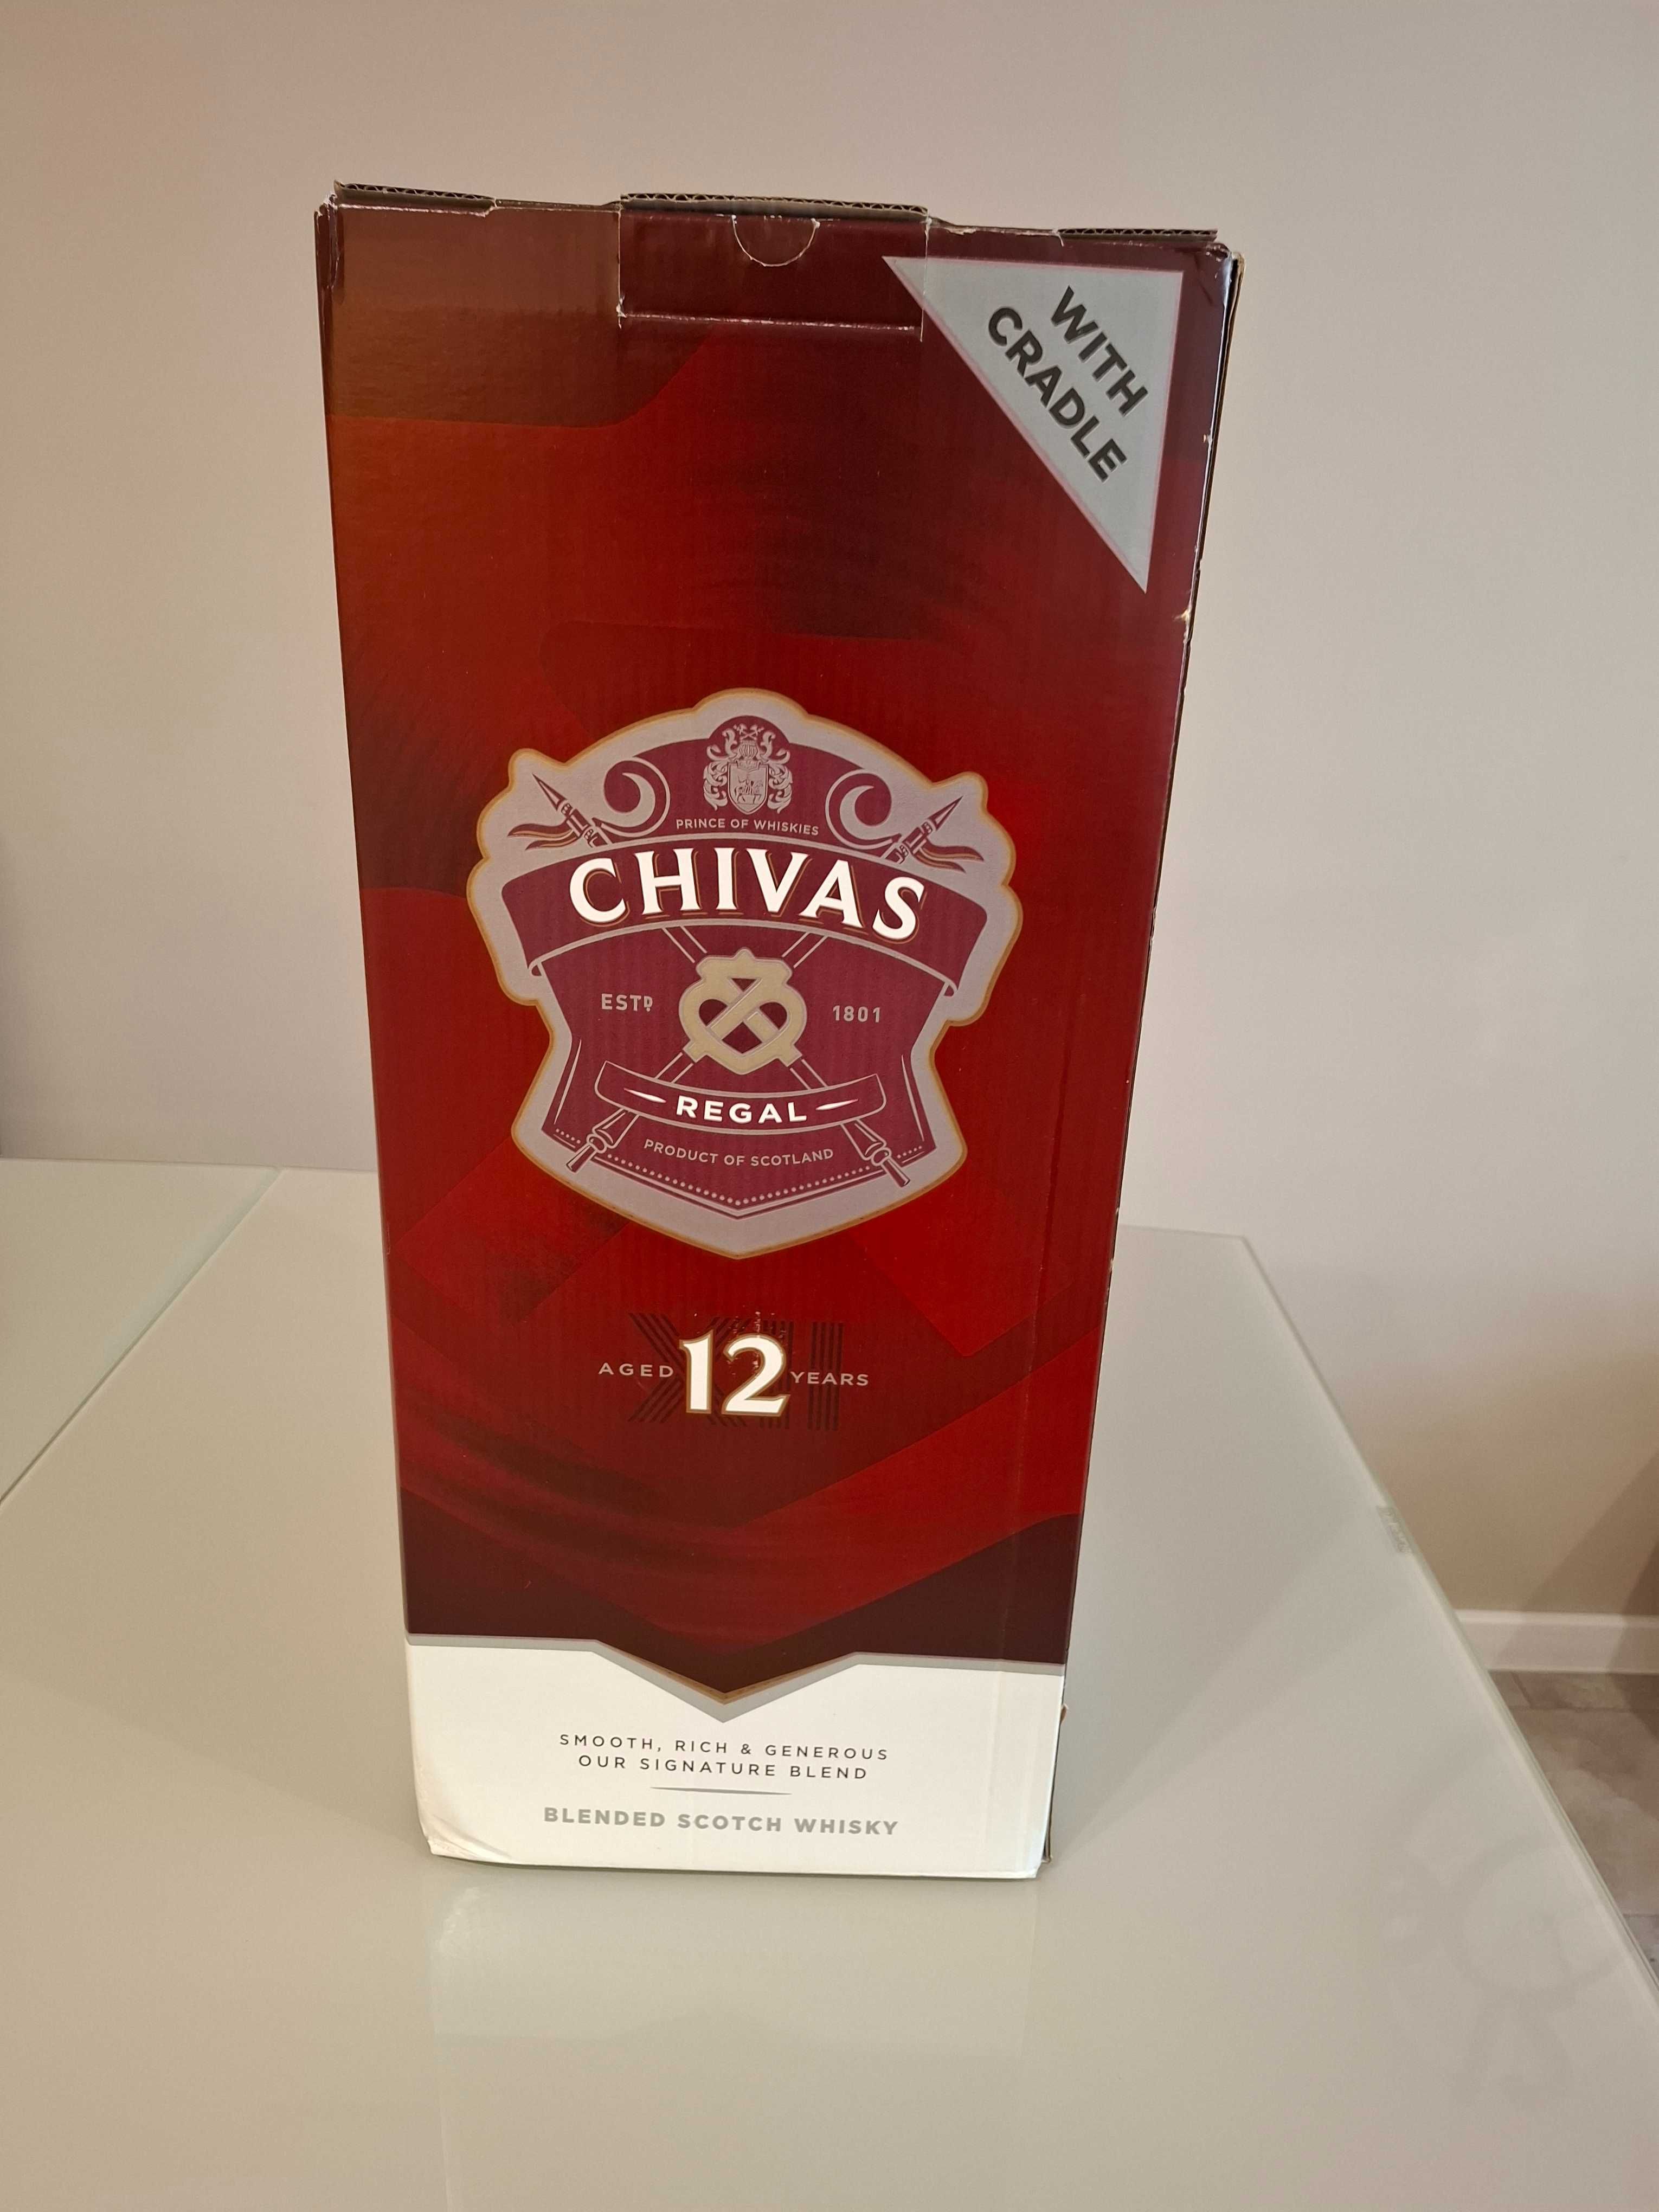 WITH
CRADLE
PRINCE OF WHISKIES
CHIVAS
ESTD. 1801
REGAL
PRODUCT OF SCOTLAND
XII
AGED 12 YEARS
SMOOTH, RICH & GENEROUS
OUR SIGNATURE BLEND
BLENDED SCOTCH WHISKY